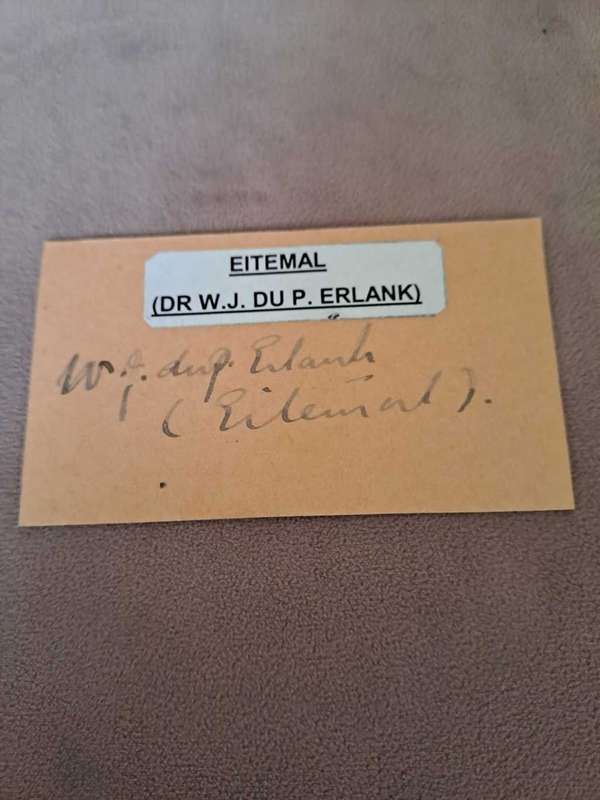 EITEMAL
(DR W.J. DU P. ERLANK)
W. J. du P. Erlank
(Eitemal).